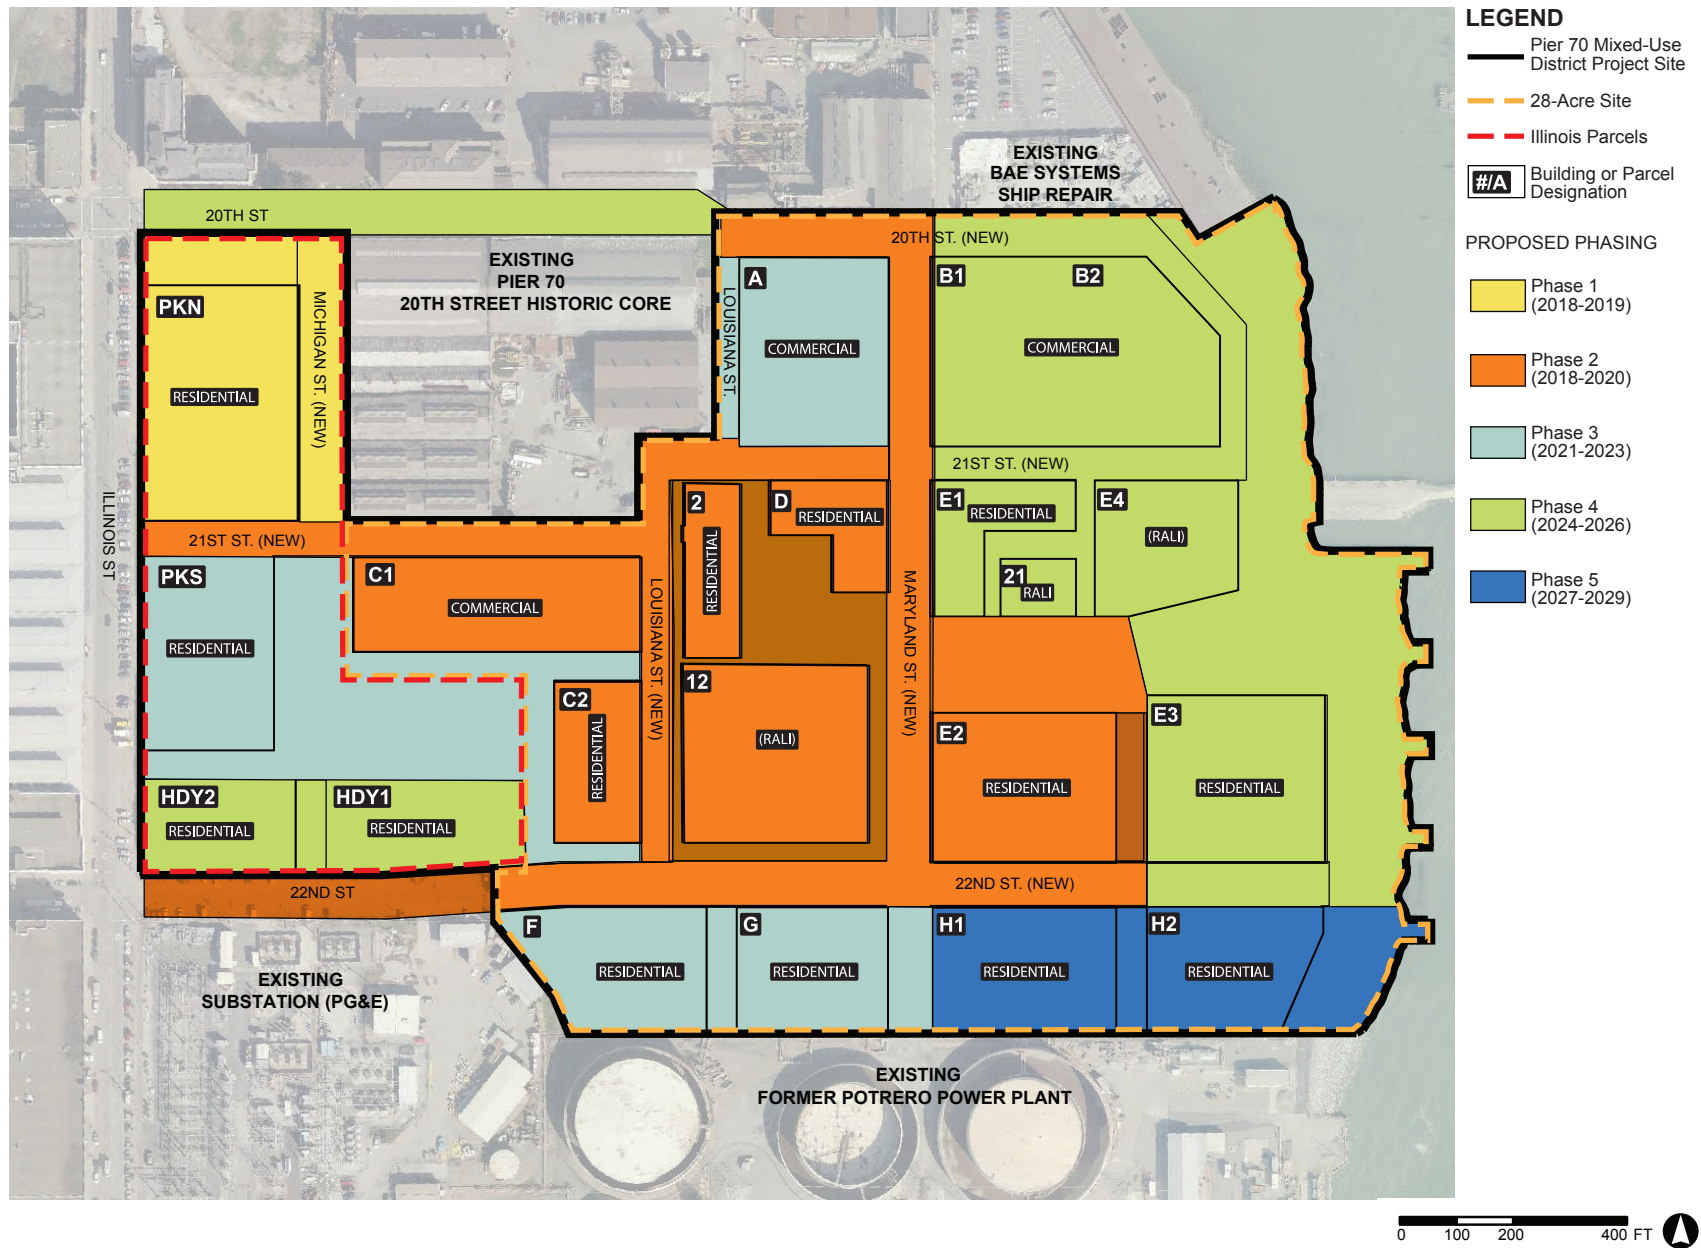 LEGEND
Pier 70 Mixed-Use
District Project Site
28-Acre Site
Illinois Parcels
#/A
Building or Parcel
Designation
PROPOSED PHASING
Phase 1
(2018-2019)
Phase 2
(2018-2020)
Phase 3
(2021-2023)
Phase 4
(2024-2026)
Phase 5
(2027-2029)
EXISTING
BAE SYSTEMS
SHIP REPAIR
20TH ST
20TH ST. (NEW)
EXISTING
PIER 70
20TH STREET HISTORIC CORE
PKN
RESIDENTIAL
MICHIGAN ST. (NEW)
LOUISIANA ST.
A
COMMERCIAL
B1
B2
COMMERCIAL
21ST ST. (NEW)
ILLINOIS ST
21ST ST. (NEW)
PKS
RESIDENTIAL
C1
COMMERCIAL
LOUISIANA ST. (NEW)
2
RESIDENTIAL
D
RESIDENTIAL
MARYLAND ST. (NEW)
E1
RESIDENTIAL
E4
(RALI)
21
RALI
C2
RESIDENTIAL
12
(RALI)
E2
RESIDENTIAL
E3
RESIDENTIAL
HDY2
RESIDENTIAL
HDY1
RESIDENTIAL
22ND ST
22ND ST. (NEW)
F
RESIDENTIAL
G
RESIDENTIAL
H1
RESIDENTIAL
H2
RESIDENTIAL
EXISTING
SUBSTATION (PG&E)
EXISTING
FORMER POTRERO POWER PLANT
0 100 200 400 FT